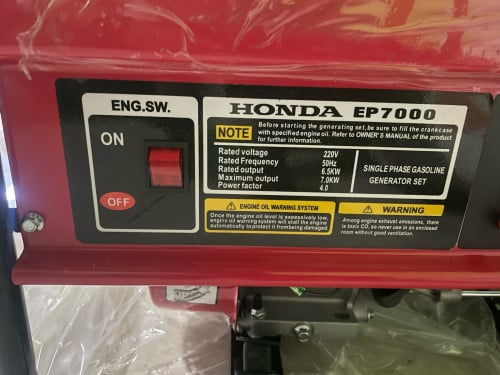 ENG.SW.
ON
OFF
HONDA EP7000
NOTE
Before starting the generating set,be sure to fill the crankcase
with specified engine oil. Refer to OWNER'S MANUAL of the product
for further information.
Rated voltage 220V
Rated Frequency 50Hz
Rated output 6.5KW
Maximum output 7.0KW
Power factor 4.0
SINGLE PHASE GASOLINE
GENERATOR SET
ENGINE OIL WARNING SYSTEM
Once the engine oil level is exsessively low,
engine oil warning system will stall the engine
automatically to protect it frombeing damaged
WARNING
Among engine exhaust emissions, there
is toxic CO, so never use in an enclosed
room without good ventilation.